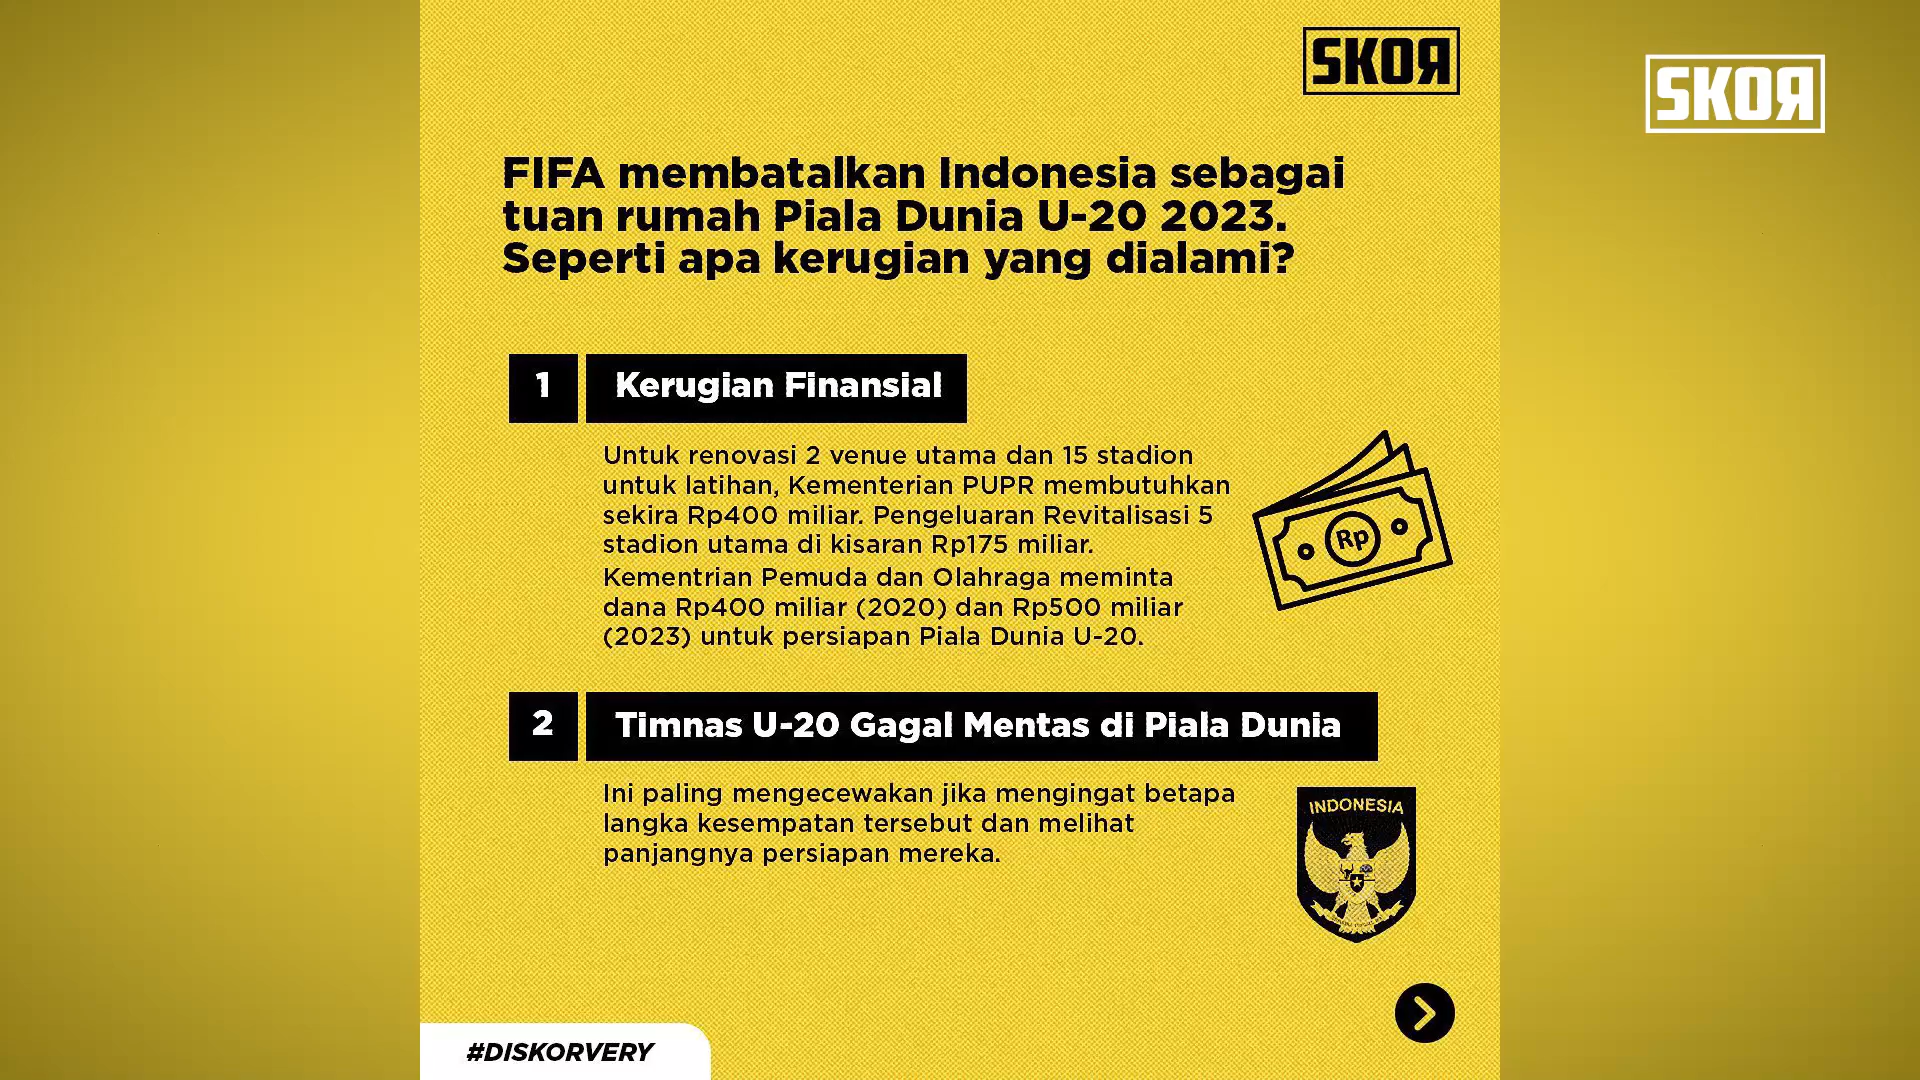 SKOR
SKOR
FIFA membatalkan Indonesia sebagai
tuan rumah Piala Dunia U-20 2023.
Seperti apa kerugian yang dialami?
1 Kerugian Finansial
Untuk renovasi 2 venue utama dan 15 stadion
untuk latihan, Kementerian PUPR membutuhkan
sekira Rp400 miliar. Pengeluaran Revitalisasi 5
stadion utama di kisaran Rp175 miliar.
Kementrian Pemuda dan Olahraga meminta
dana Rp400 miliar (2020) dan Rp500 miliar
(2023) untuk persiapan Piala Dunia U-20.
Rp
2 Timnas U-20 Gagal Mentas di Piala Dunia
Ini paling mengecewakan jika mengingat betapa
langka kesempatan tersebut dan melihat
panjangnya persiapan mereka.
INDONESIA
#DISKORVERY